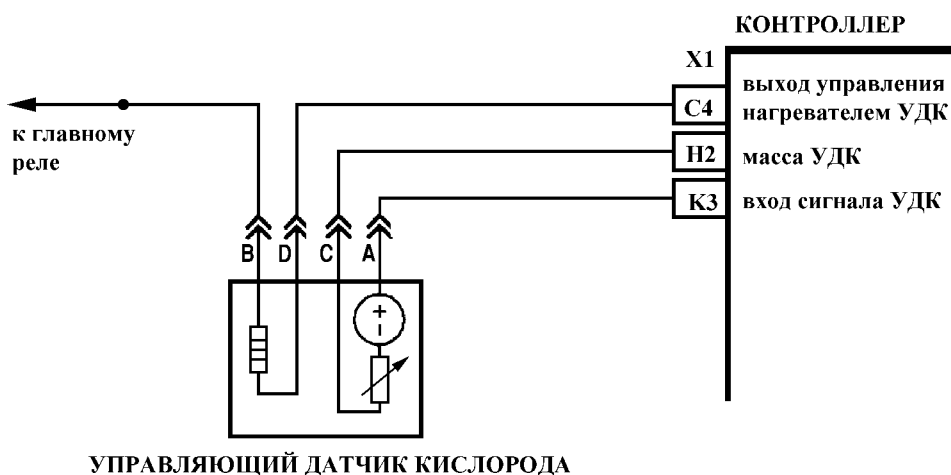 КОНТРОЛЛЕР
X1
C4
выход управления
нагревателем УДК
H2
масса УДК
K3
вход сигнала УДК
к главному
реле
B D C A
+
−
УПРАВЛЯЮЩИЙ ДАТЧИК КИСЛОРОДА